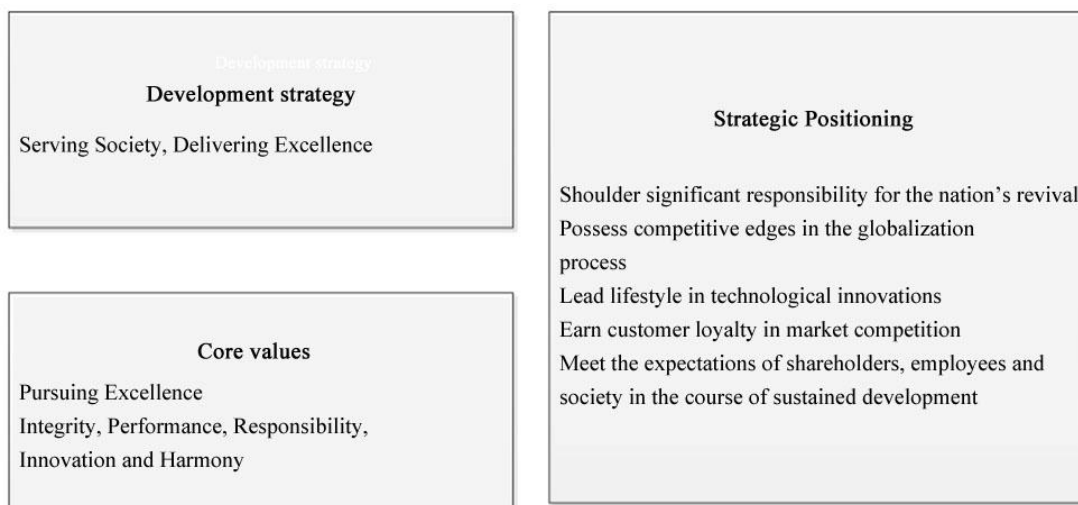 Development strategy
Development strategy
Serving Society, Delivering Excellence
Core values
Pursuing Excellence
Integrity, Performance, Responsibility,
Innovation and Harmony
Strategic Positioning
Shoulder significant responsibility for the nation’s revival
Possess competitive edges in the globalization
process
Lead lifestyle in technological innovations
Earn customer loyalty in market competition
Meet the expectations of shareholders, employees and
society in the course of sustained development